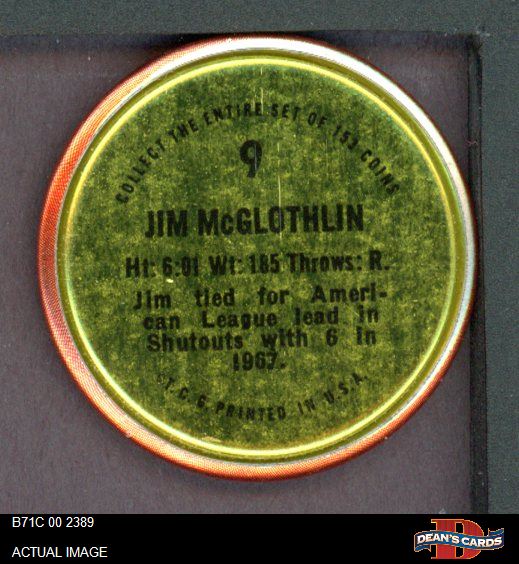 COLLECT THE ENTIRE SET OF 153 COINS
9
JIM McGLOTHLIN
Ht: 6:01 Wt: 185 Throws: R.
Jim tied for Ameri-
can League lead in
Shutouts with 6 in
1967.
©T.C.G. PRINTED IN U.S.A.
B71C 00 2389
ACTUAL IMAGE
D
DEAN'S CARDS